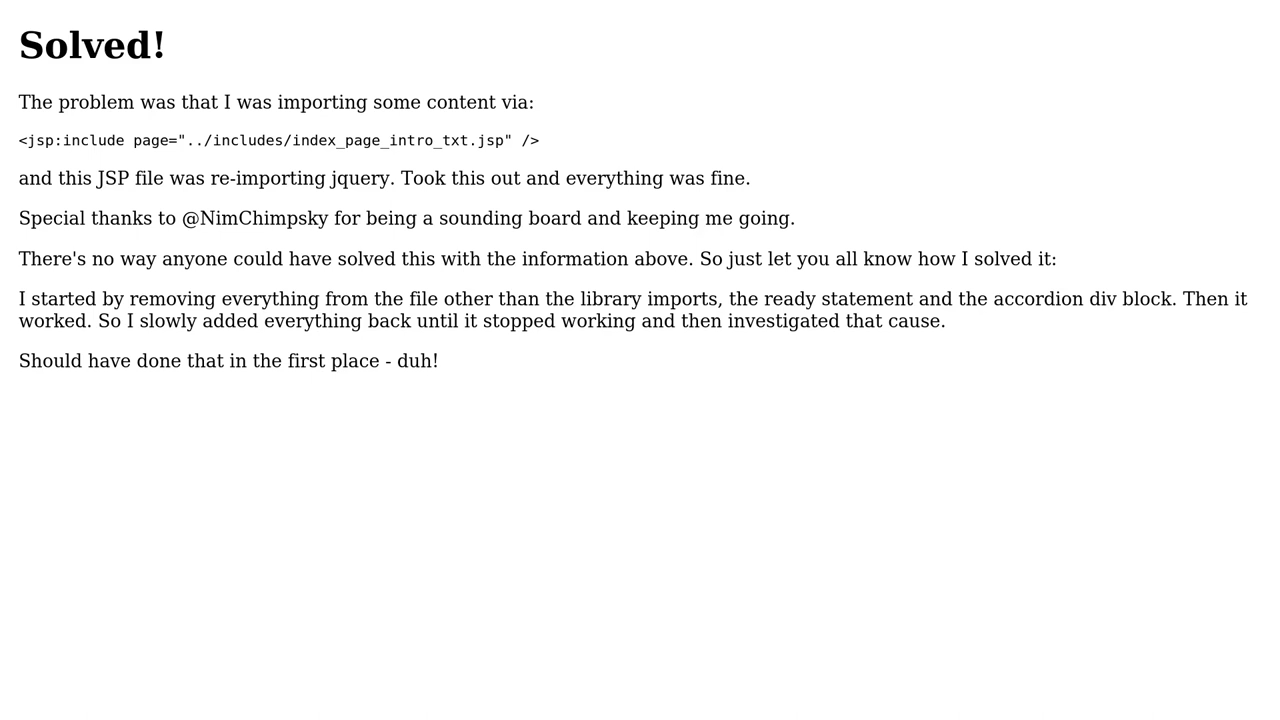 Solved!
The problem was that I was importing some content via:
<jsp:include page="../includes/index_page_intro_txt.jsp" />
and this JSP file was re-importing jquery. Took this out and everything was fine.
Special thanks to @NimChimpsky for being a sounding board and keeping me going.
There's no way anyone could have solved this with the information above. So just let you all know how I solved it:
I started by removing everything from the file other than the library imports, the ready statement and the accordion div block. Then it
worked. So I slowly added everything back until it stopped working and then investigated that cause.
Should have done that in the first place - duh!